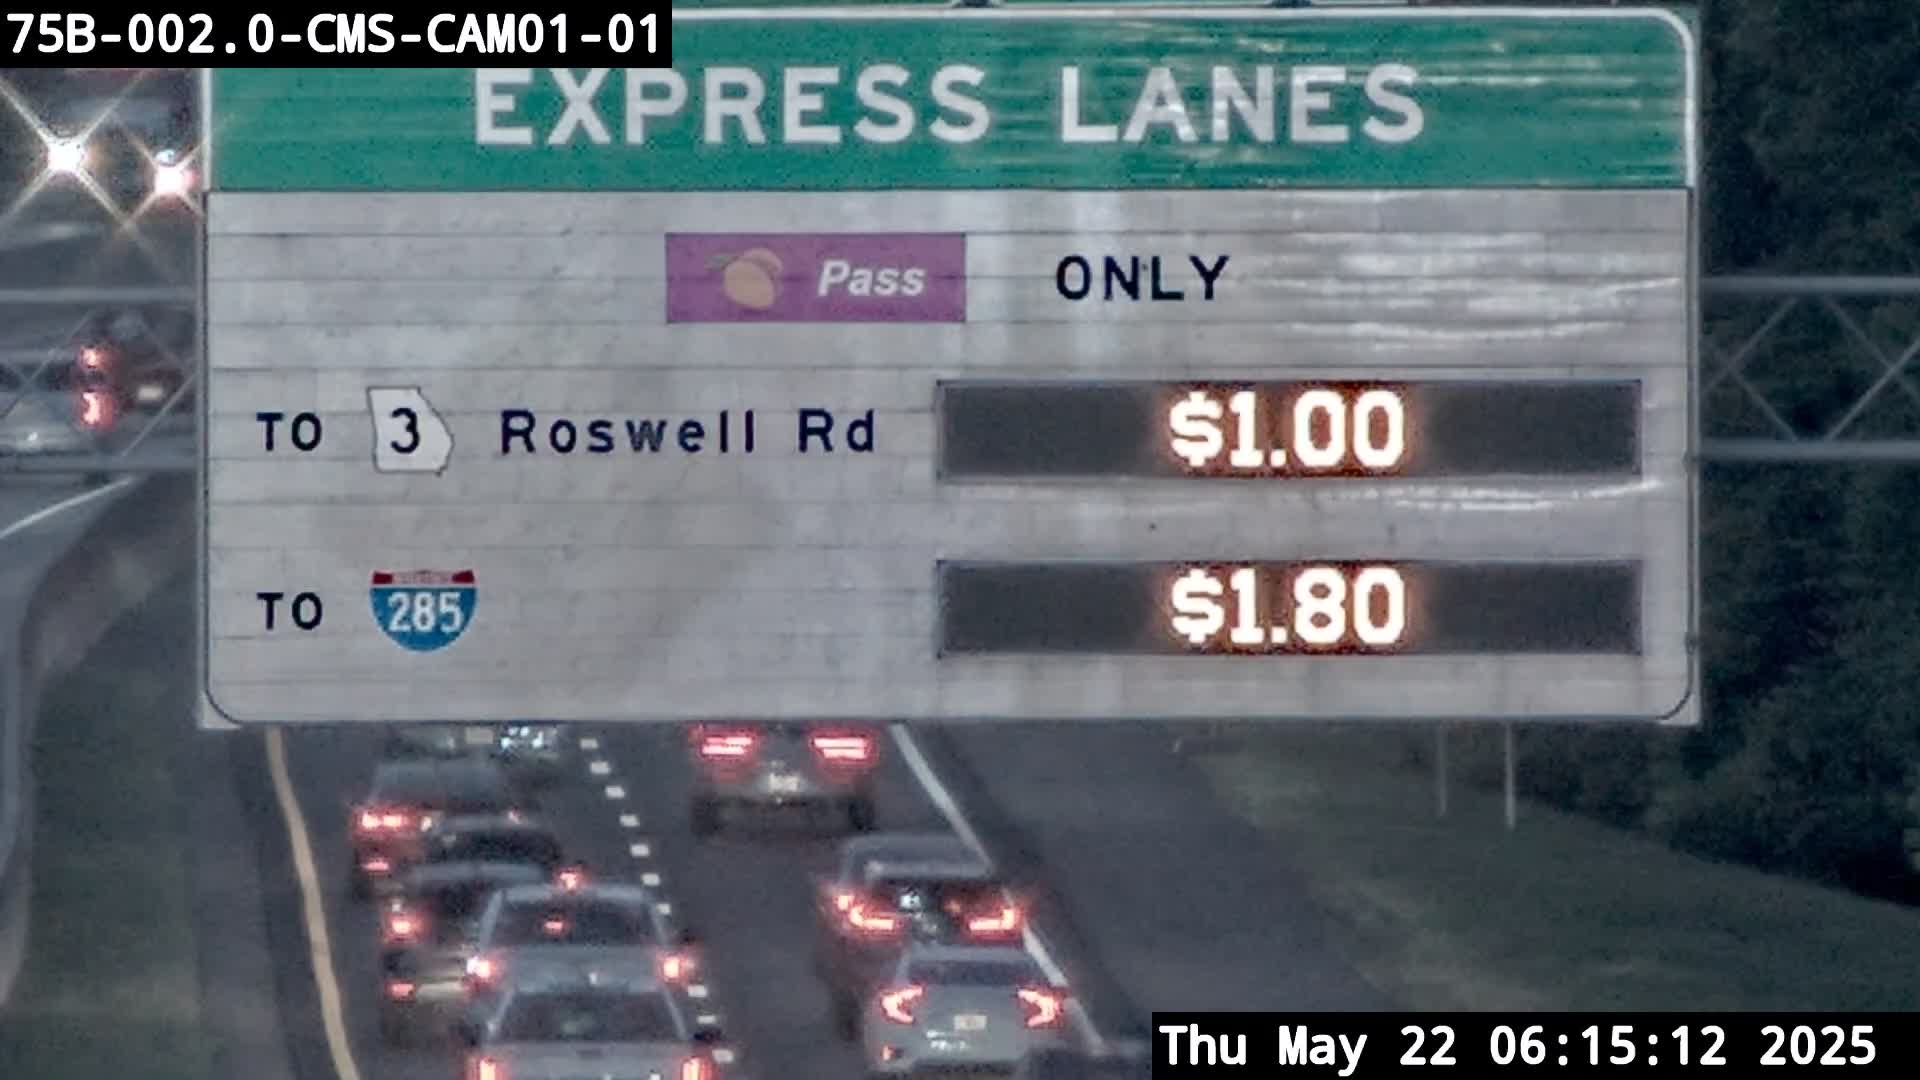 75B-002.0-CMS-CAM01-01
EXPRESS LANES
Pass ONLY
TO 3 Roswell Rd $1.00
TO 285 $1.80
Thu May 22 06:15:12 2025